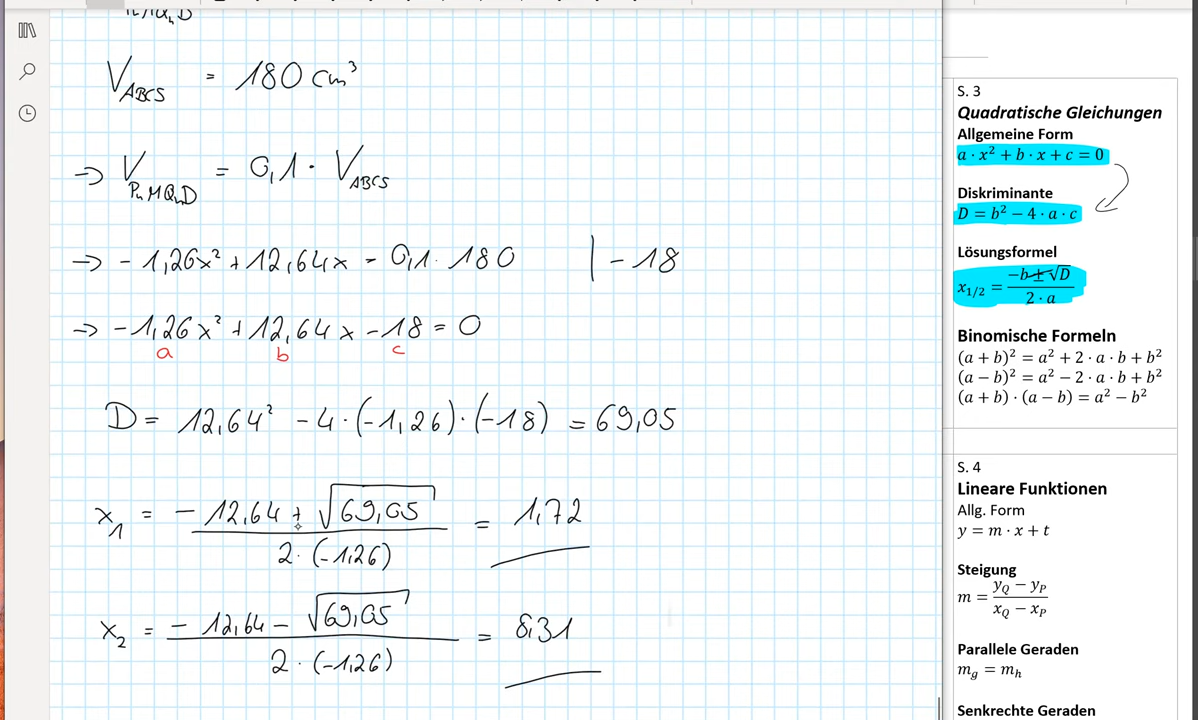 V ABCS = 180 cm³
→ V PₙMQₙD = 0,1 · V ABCS
→ -1,26x² + 12,64x = 0,1 · 180 | -18
→ -1,26x² + 12,64x - 18 = 0
a b c
D = 12,64² - 4 · (-1,26) · (-18) = 69,05
x₁ = (-12,64 + √69,05) / (2 · (-1,26)) = 1,72
x₂ = (-12,64 - √69,05) / (2 · (-1,26)) = 8,31
S. 3
Quadratische Gleichungen
Allgemeine Form
a · x² + b · x + c = 0
Diskriminante
D = b² − 4 · a · c
Lösungsformel
x₁/₂ = (−b ± √D) / (2 · a)
Binomische Formeln
(a + b)² = a² + 2 · a · b + b²
(a − b)² = a² − 2 · a · b + b²
(a + b) · (a − b) = a² − b²
S. 4
Lineare Funktionen
Allg. Form
y = m · x + t
Steigung
m = (y_Q − y_P) / (x_Q − x_P)
Parallele Geraden
m_g = m_h
Senkrechte Geraden